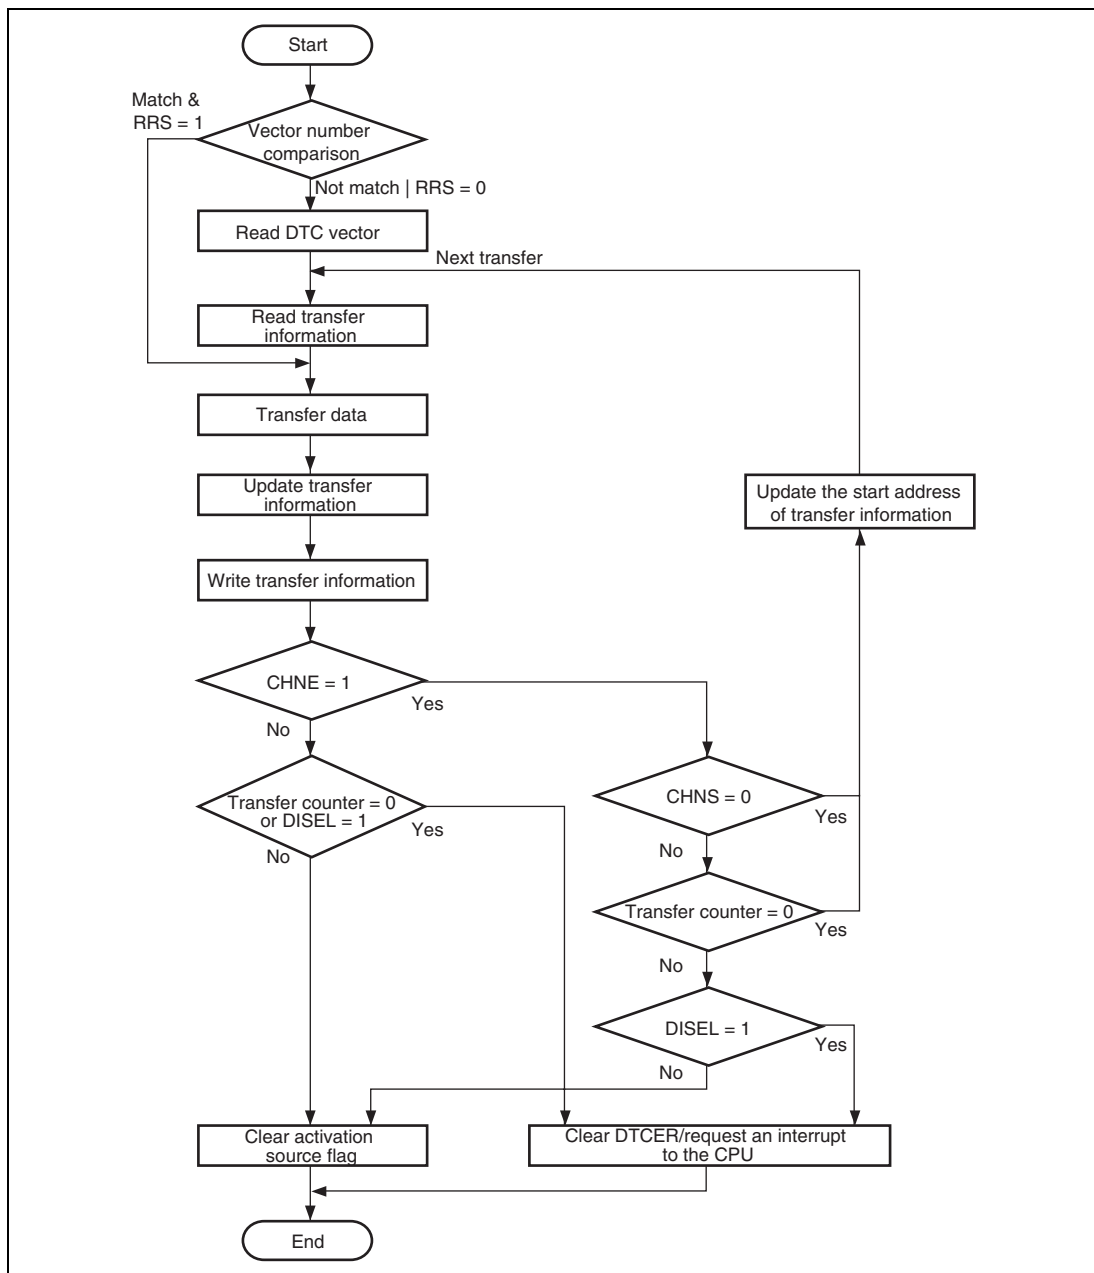 Start
Match &
RRS = 1
Vector number
comparison
Not match | RRS = 0
Read DTC vector
Next transfer
Read transfer
information
Transfer data
Update transfer
information
Update the start address
of transfer information
Write transfer information
CHNE = 1
Yes
No
Transfer counter = 0
or DISEL = 1
Yes
No
CHNS = 0
Yes
No
Transfer counter = 0
Yes
No
DISEL = 1
Yes
No
Clear activation
source flag
Clear DTCER/request an interrupt
to the CPU
End